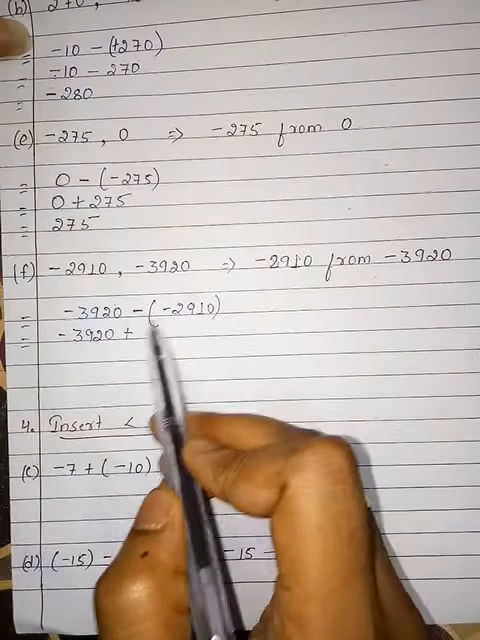 (b) 270,
= -10 - (+270)
= -10 - 270
= -280
(e) -275, 0 ⇒ -275 from 0
= 0 - (-275)
= 0 + 275
= 275
(f) -2910, -3920 ⇒ -2910 from -3920
= -3920 - (-2910)
= -3920 +
4. Insert <
(c) -7 + (-10)
(d) (-15) - -15 -